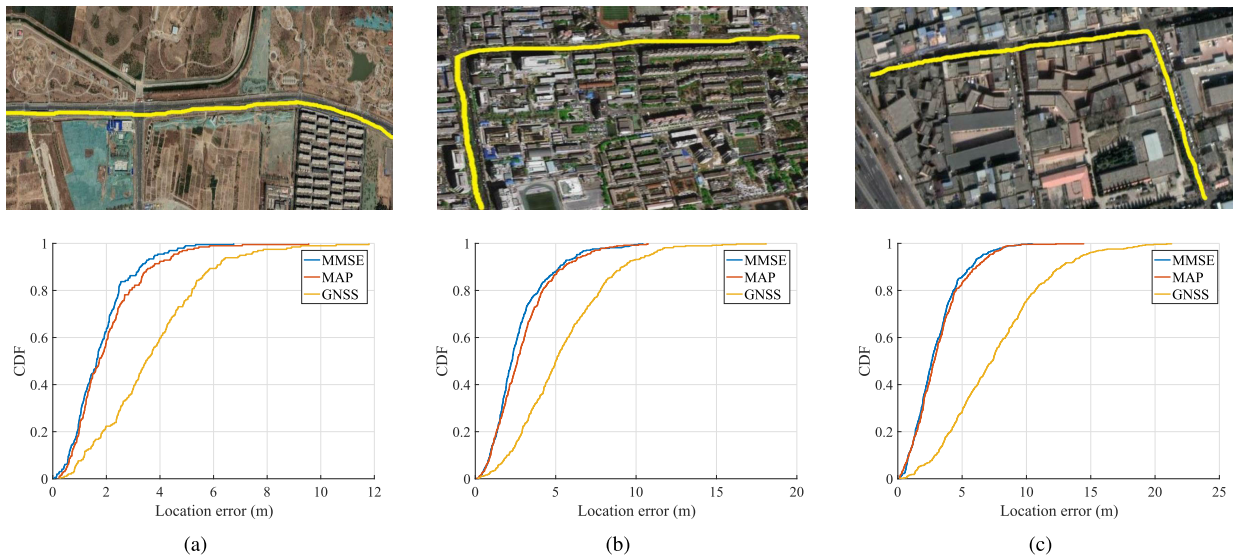 1
0.8
0.6
0.4
0.2
0
CDF
MMSE
MAP
GNSS
0 2 4 6 8 10 12
Location error (m)
(a)
1
0.8
0.6
0.4
0.2
0
CDF
MMSE
MAP
GNSS
0 5 10 15 20
Location error (m)
(b)
1
0.8
0.6
0.4
0.2
0
CDF
MMSE
MAP
GNSS
0 5 10 15 20 25
Location error (m)
(c)